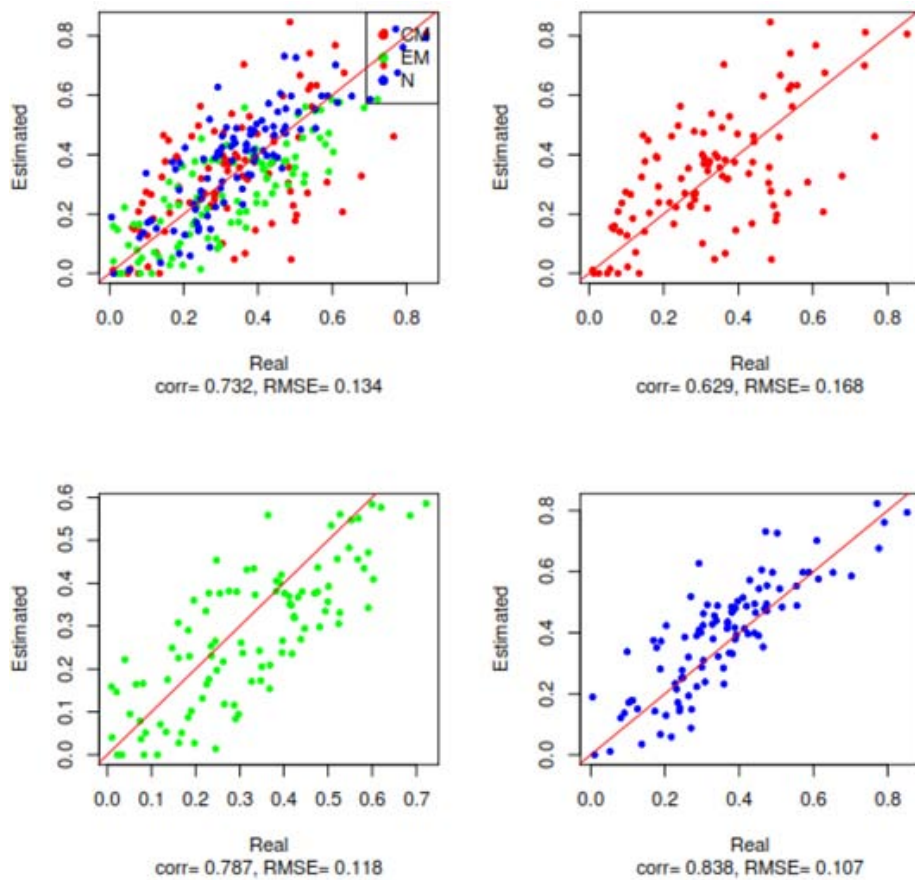 Estimated
0.0 0.2 0.4 0.6 0.8
CM
EM
N
0.0 0.2 0.4 0.6 0.8
Real
corr= 0.732, RMSE= 0.134
Estimated
0.0 0.2 0.4 0.6 0.8
0.0 0.2 0.4 0.6 0.8
Real
corr= 0.629, RMSE= 0.168
Estimated
0.0 0.1 0.2 0.3 0.4 0.5 0.6
0.0 0.1 0.2 0.3 0.4 0.5 0.6 0.7
Real
corr= 0.787, RMSE= 0.118
Estimated
0.0 0.2 0.4 0.6 0.8
0.0 0.2 0.4 0.6 0.8
Real
corr= 0.838, RMSE= 0.107